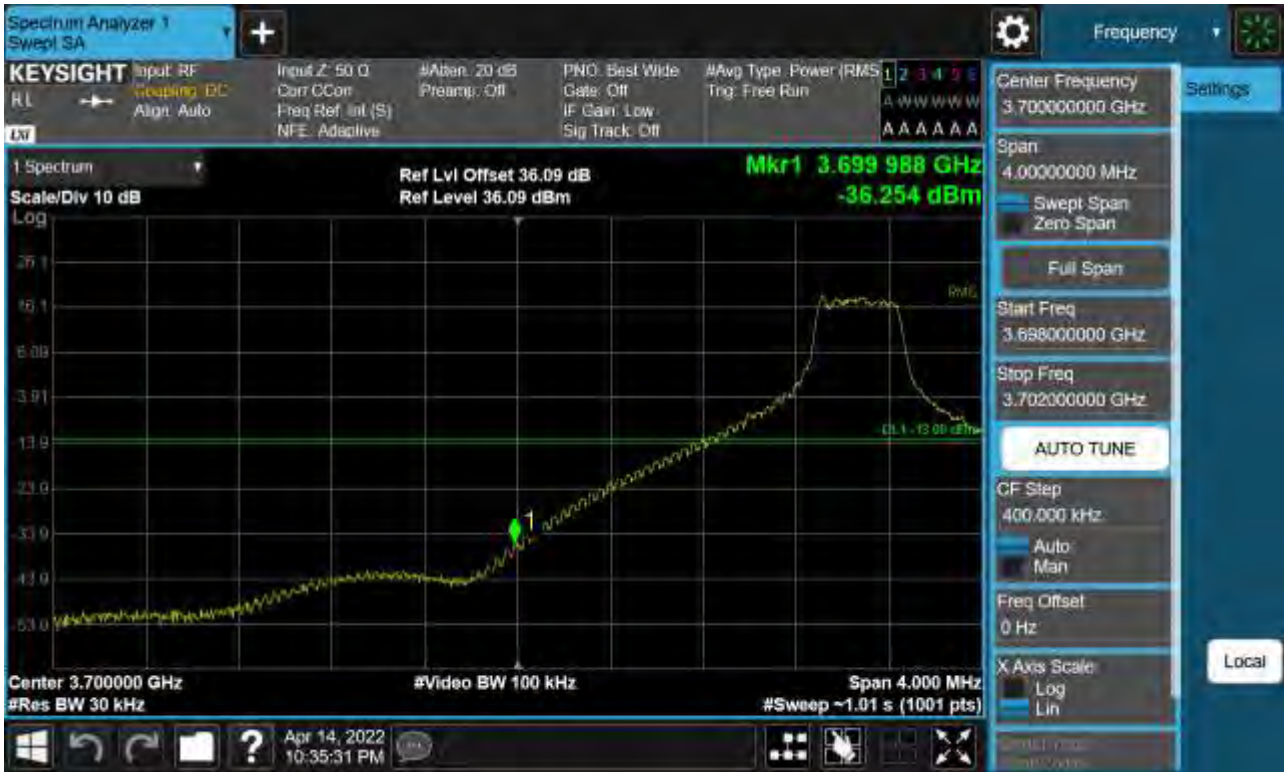 Spectrum Analyzer 1
Swept SA
Frequency
KEYSIGHT
RL
LXI
Input: RF
Coupling: DC
Align: Auto
Input Z: 50 Ω
Corr CCorr
Freq Ref: Int (S)
NFE: Adaptive
#Atten: 20 dB
Preamp: Off
PNO: Best Wide
Gate: Off
IF Gain: Low
Sig Track: Off
#Avg Type: Power (RMS
Trig: Free Run
1 2 3 4 5 6
A W W W W W
A A A A A A
1 Spectrum
Scale/Div 10 dB
Log
Ref Lvl Offset 36.09 dB
Ref Level 36.09 dBm
Mkr1 3.699 988 GHz
-36.254 dBm
26.1
16.1
6.09
-3.91
-13.9
-23.9
-33.9
-43.9
-53.9
RMS
DL1 -13.00 dBm
1
Center 3.700000 GHz
#Res BW 30 kHz
#Video BW 100 kHz
Span 4.000 MHz
#Sweep ~1.01 s (1001 pts)
Center Frequency
3.700000000 GHz
Span
4.00000000 MHz
Swept Span
Zero Span
Full Span
Start Freq
3.698000000 GHz
Stop Freq
3.702000000 GHz
AUTO TUNE
CF Step
400.000 kHz
Auto
Man
Freq Offset
0 Hz
X Axis Scale
Log
Lin
Settings
Local
?
Apr 14, 2022
10:35:31 PM